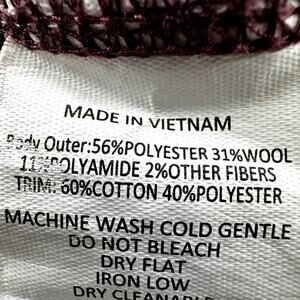 MADE IN VIETNAM
Body Outer:56%POLYESTER 31%WOOL
11%POLYAMIDE 2%OTHER FIBERS
TRIM: 60%COTTON 40%POLYESTER
MACHINE WASH COLD GENTLE
DO NOT BLEACH
DRY FLAT
IRON LOW
DRY CLEANABLE